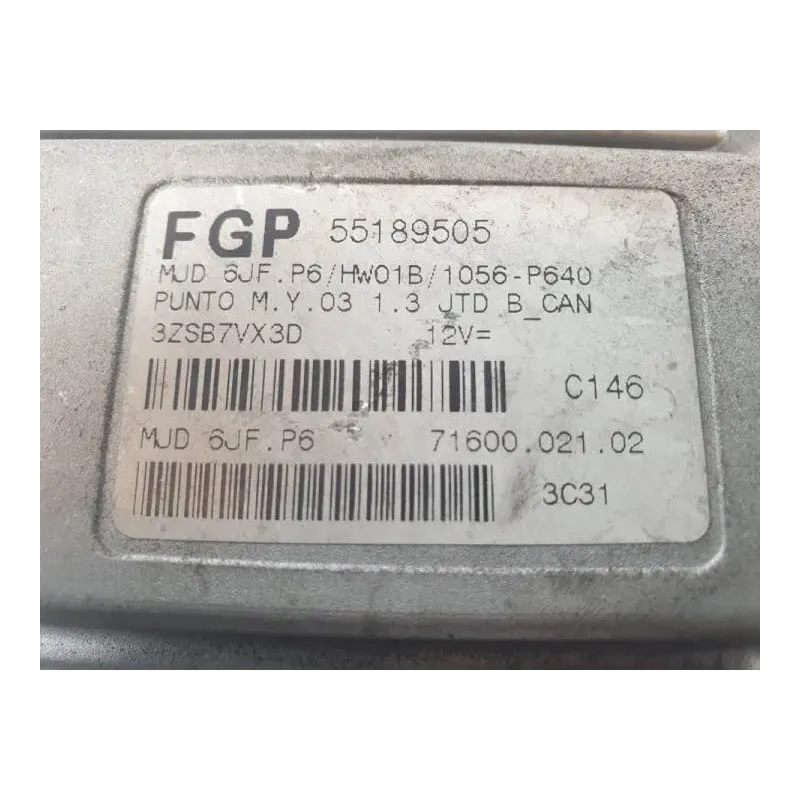 FGP 55189505
MJD 6JF.P6/HW01B/1056-P640
PUNTO M.Y.03 1.3 JTD B_CAN
3ZSB7VX3D 12V=
C146
MJD 6JF.P6 71600.021.02
3C31